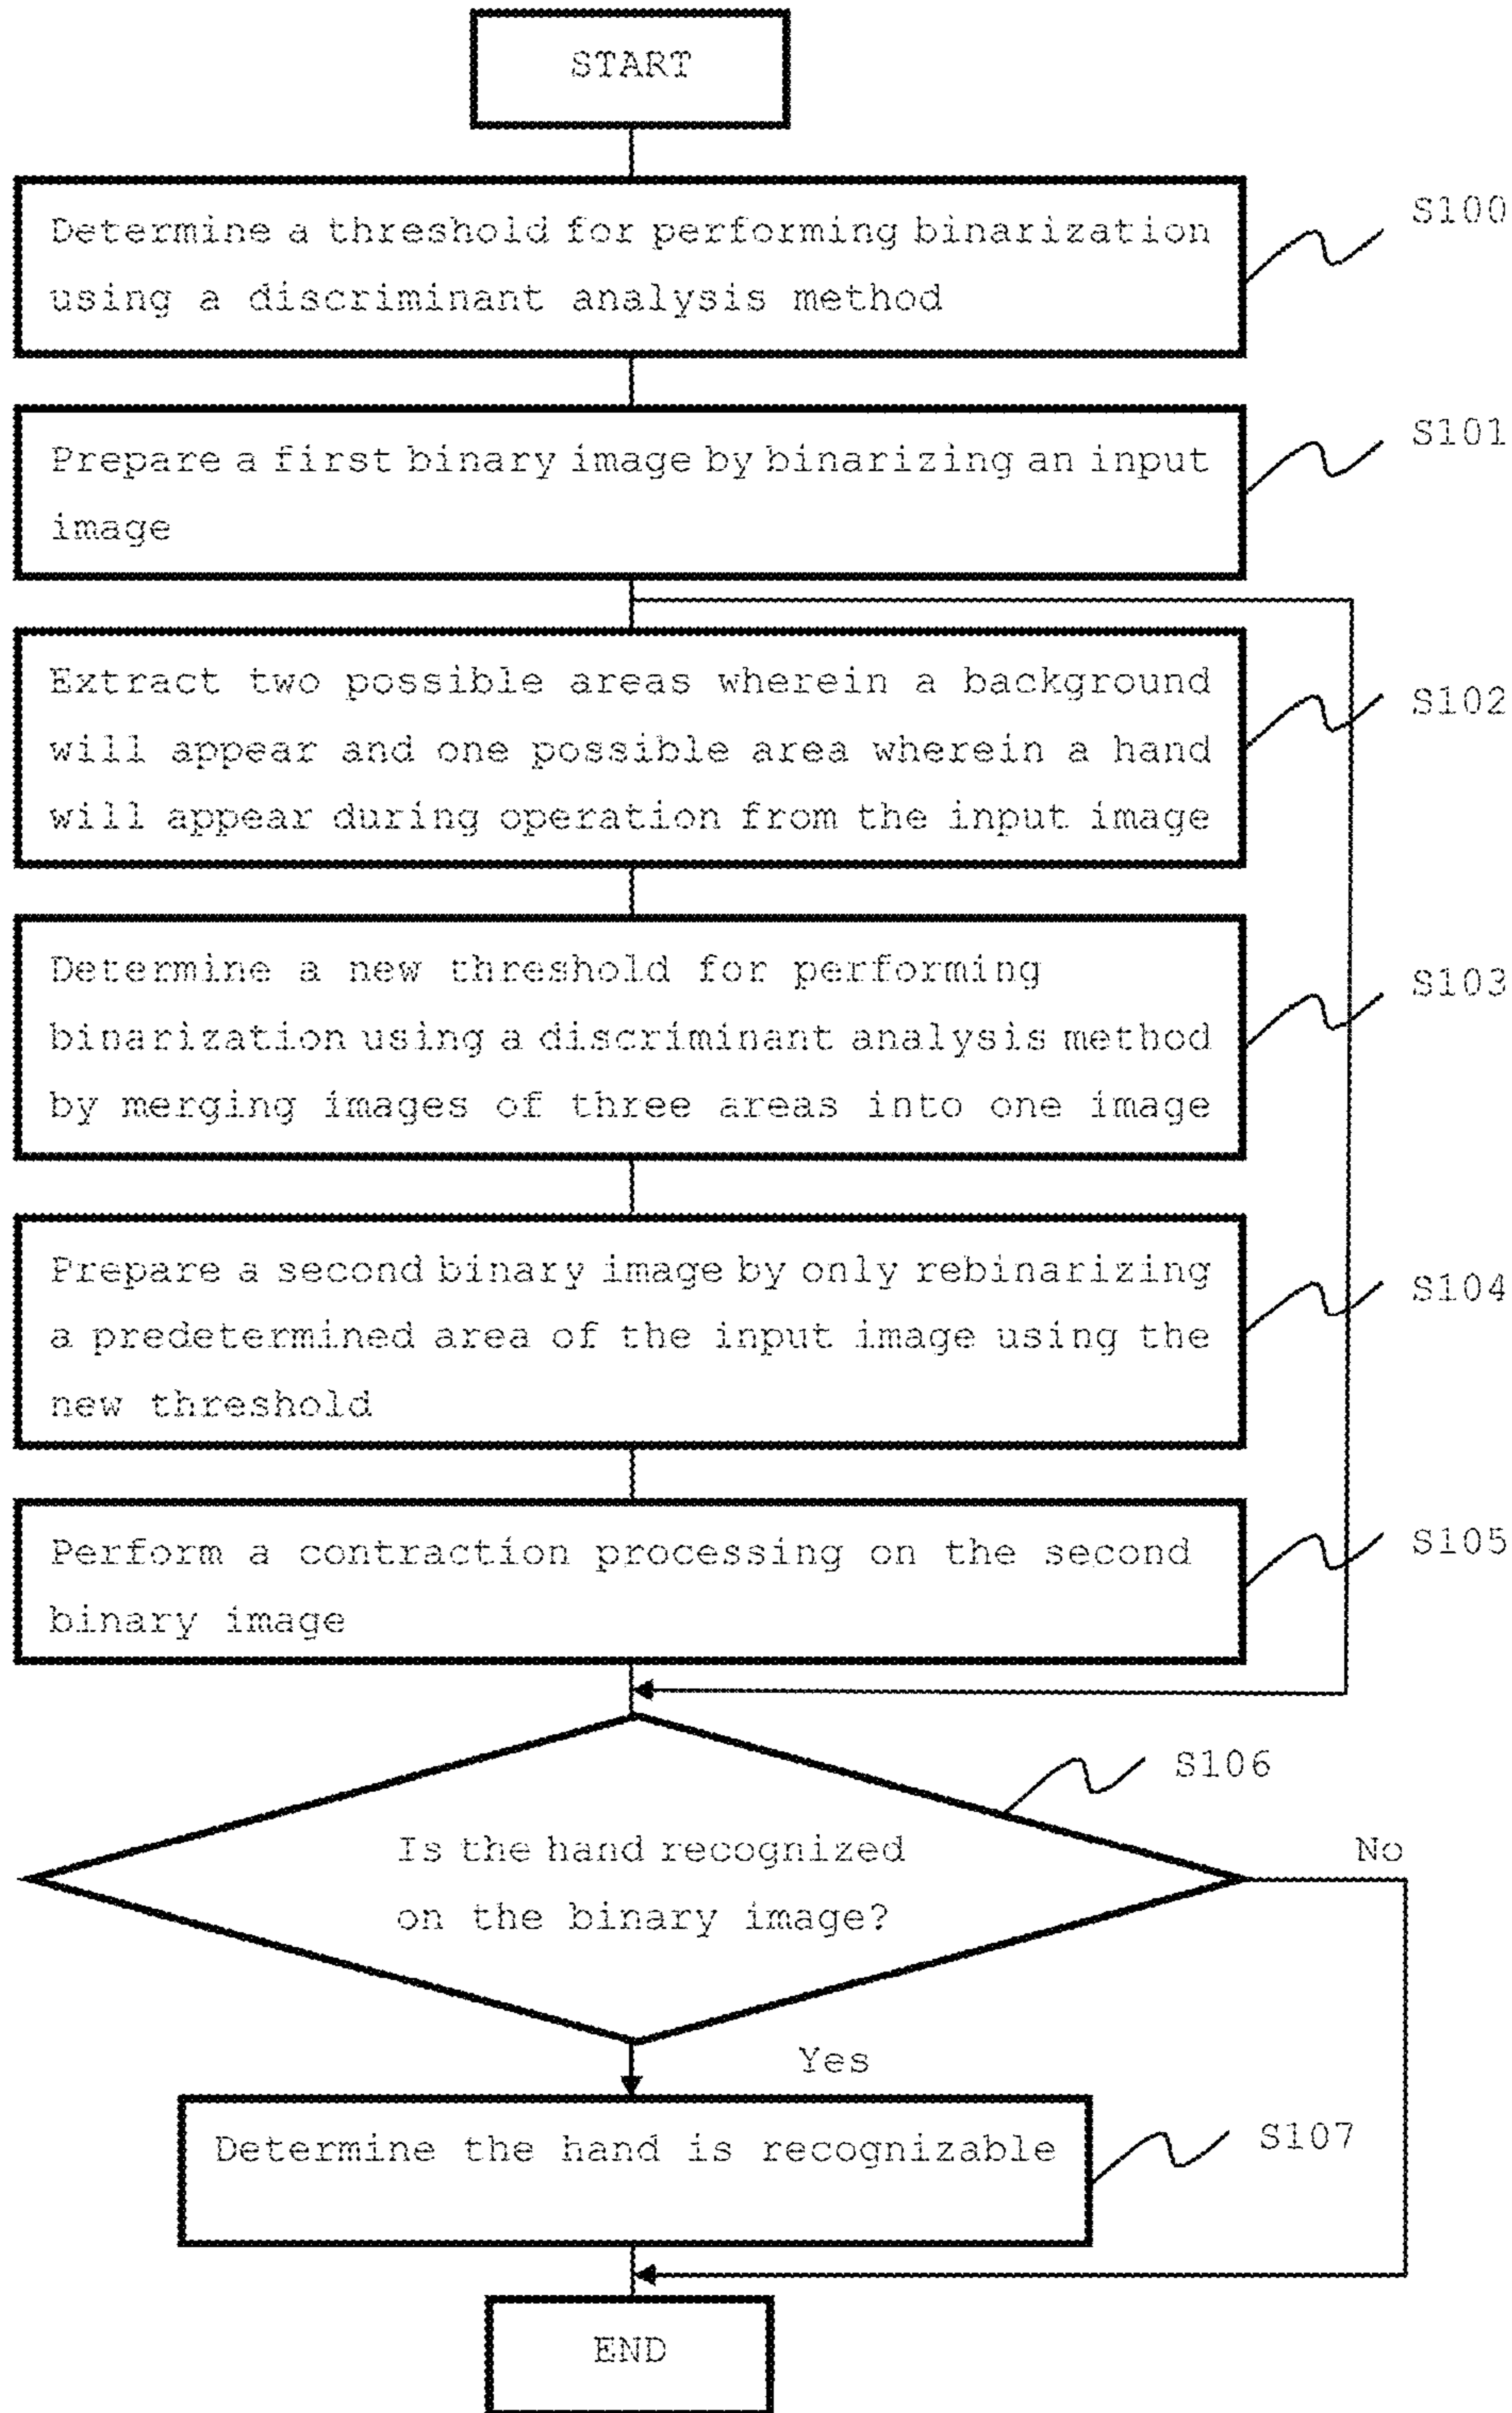 START
Determine a threshold for performing binarization
using a discriminant analysis method
S100
Prepare a first binary image by binarizing an input
image
S101
Extract two possible areas wherein a background
will appear and one possible area wherein a hand
will appear during operation from the input image
S102
Determine a new threshold for performing
binarization using a discriminant analysis method
by merging images of three areas into one image
S103
Prepare a second binary image by only rebinarizing
a predetermined area of the input image using the
new threshold
S104
Perform a contraction processing on the second
binary image
S105
Is the hand recognized
on the binary image?
S106
No
Yes
Determine the hand is recognizable
S107
END